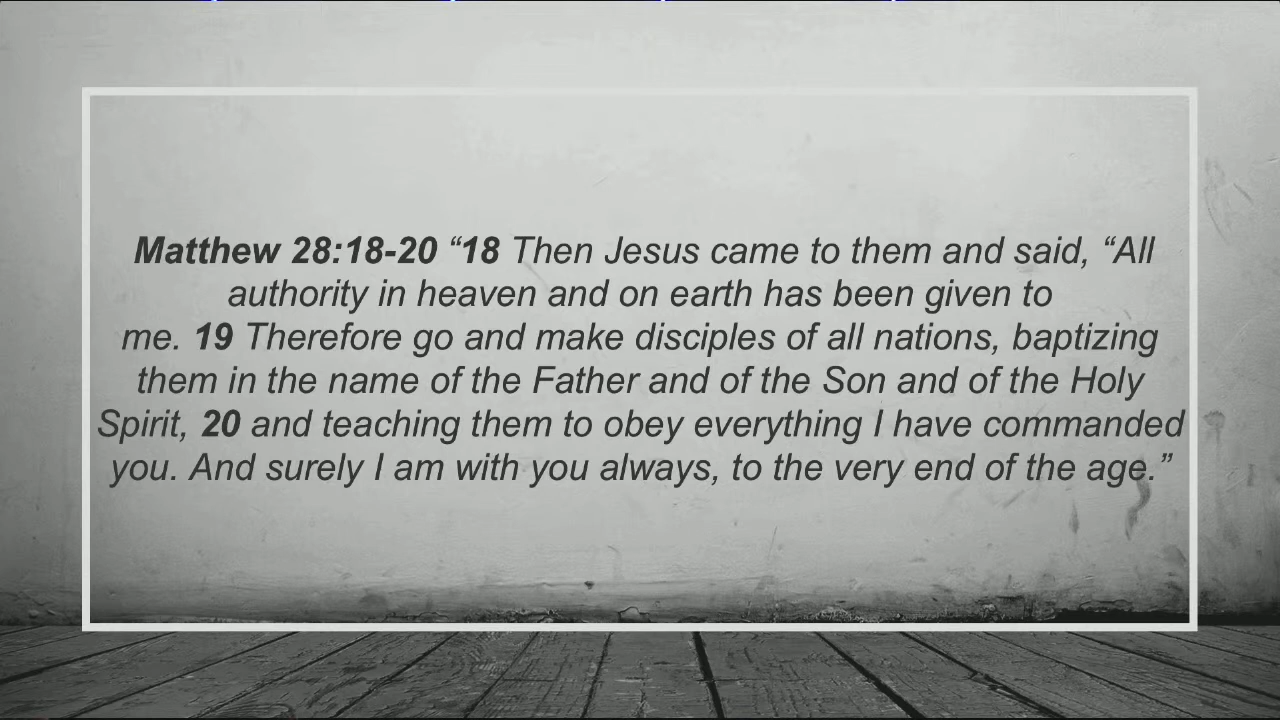 Matthew 28:18-20 “18 Then Jesus came to them and said, “All
authority in heaven and on earth has been given to
me. 19 Therefore go and make disciples of all nations, baptizing
them in the name of the Father and of the Son and of the Holy
Spirit, 20 and teaching them to obey everything I have commanded
you. And surely I am with you always, to the very end of the age.”